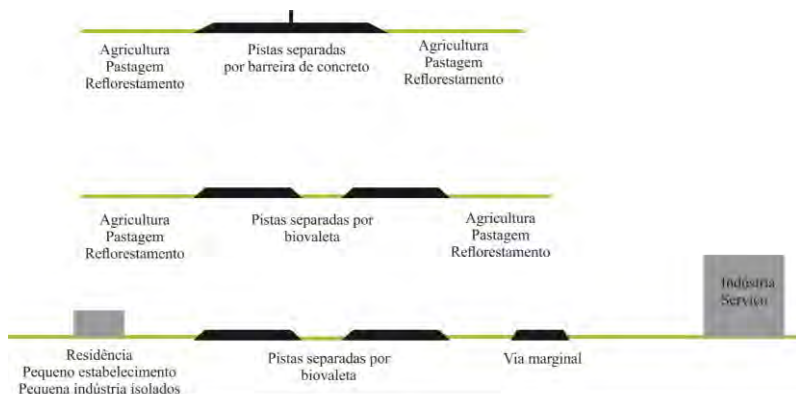 Agricultura
Pastagem
Reflorestamento
Pistas separadas
por barreira de concreto
Agricultura
Pastagem
Reflorestamento
Agricultura
Pastagem
Reflorestamento
Pistas separadas por
biovaleta
Agricultura
Pastagem
Reflorestamento
Indústria
Serviço
Residência
Pequeno estabelecimento
Pequena indústria isolados
Pistas separadas por
biovaleta
Via marginal